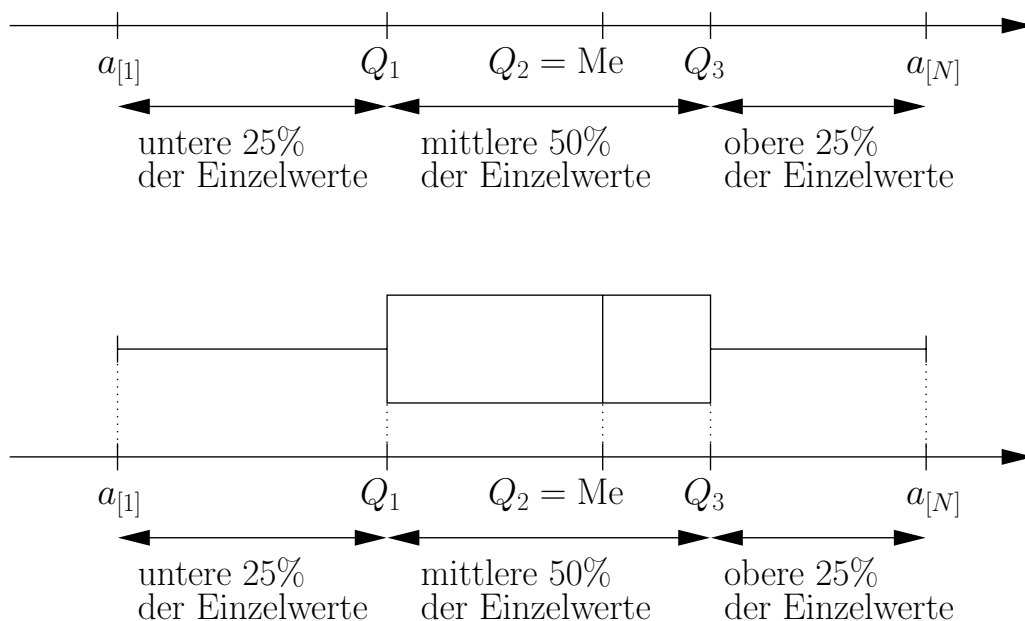 a[1] Q1 Q2 = Me Q3 a[N]
untere 25% mittlere 50% obere 25%
der Einzelwerte der Einzelwerte der Einzelwerte
a[1] Q1 Q2 = Me Q3 a[N]
untere 25% mittlere 50% obere 25%
der Einzelwerte der Einzelwerte der Einzelwerte